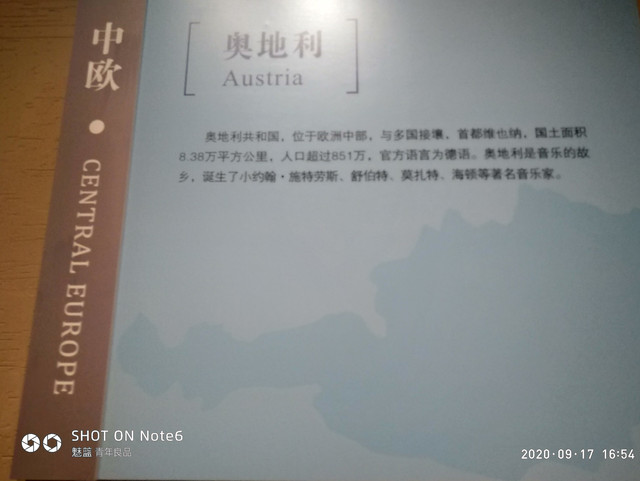 中欧
CENTRAL EUROPE
奥地利
Austria
奥地利共和国，位于欧洲中部，与多国接壤，首都维也纳，国土面积
8.38万平方公里，人口超过851万，官方语言为德语。奥地利是音乐的故
乡，诞生了小约翰·施特劳斯、舒伯特、莫扎特、海顿等著名音乐家。
SHOT ON Note6
魅蓝 青年良品
2020·09·17 16:54